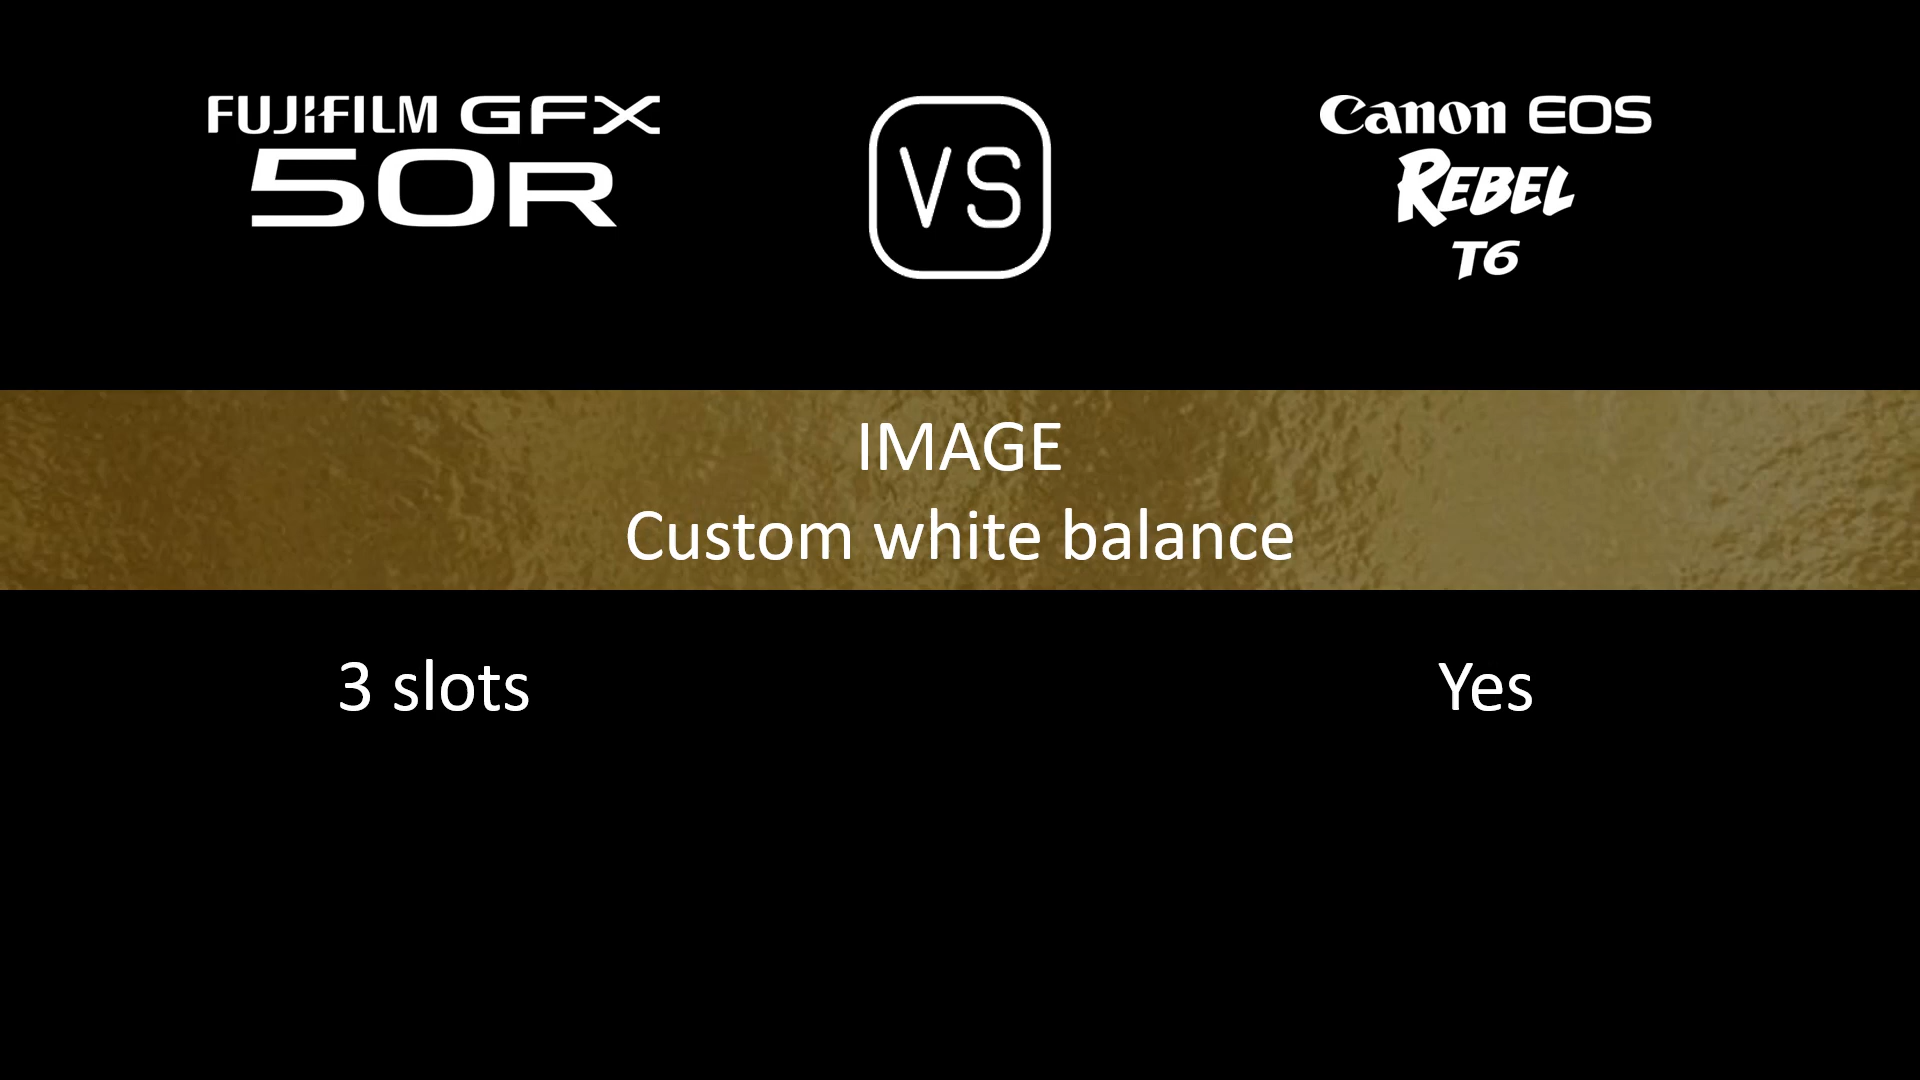 FUJIFILM GFX
50R
VS
Canon EOS
REBEL
T6
IMAGE
Custom white balance
3 slots
Yes